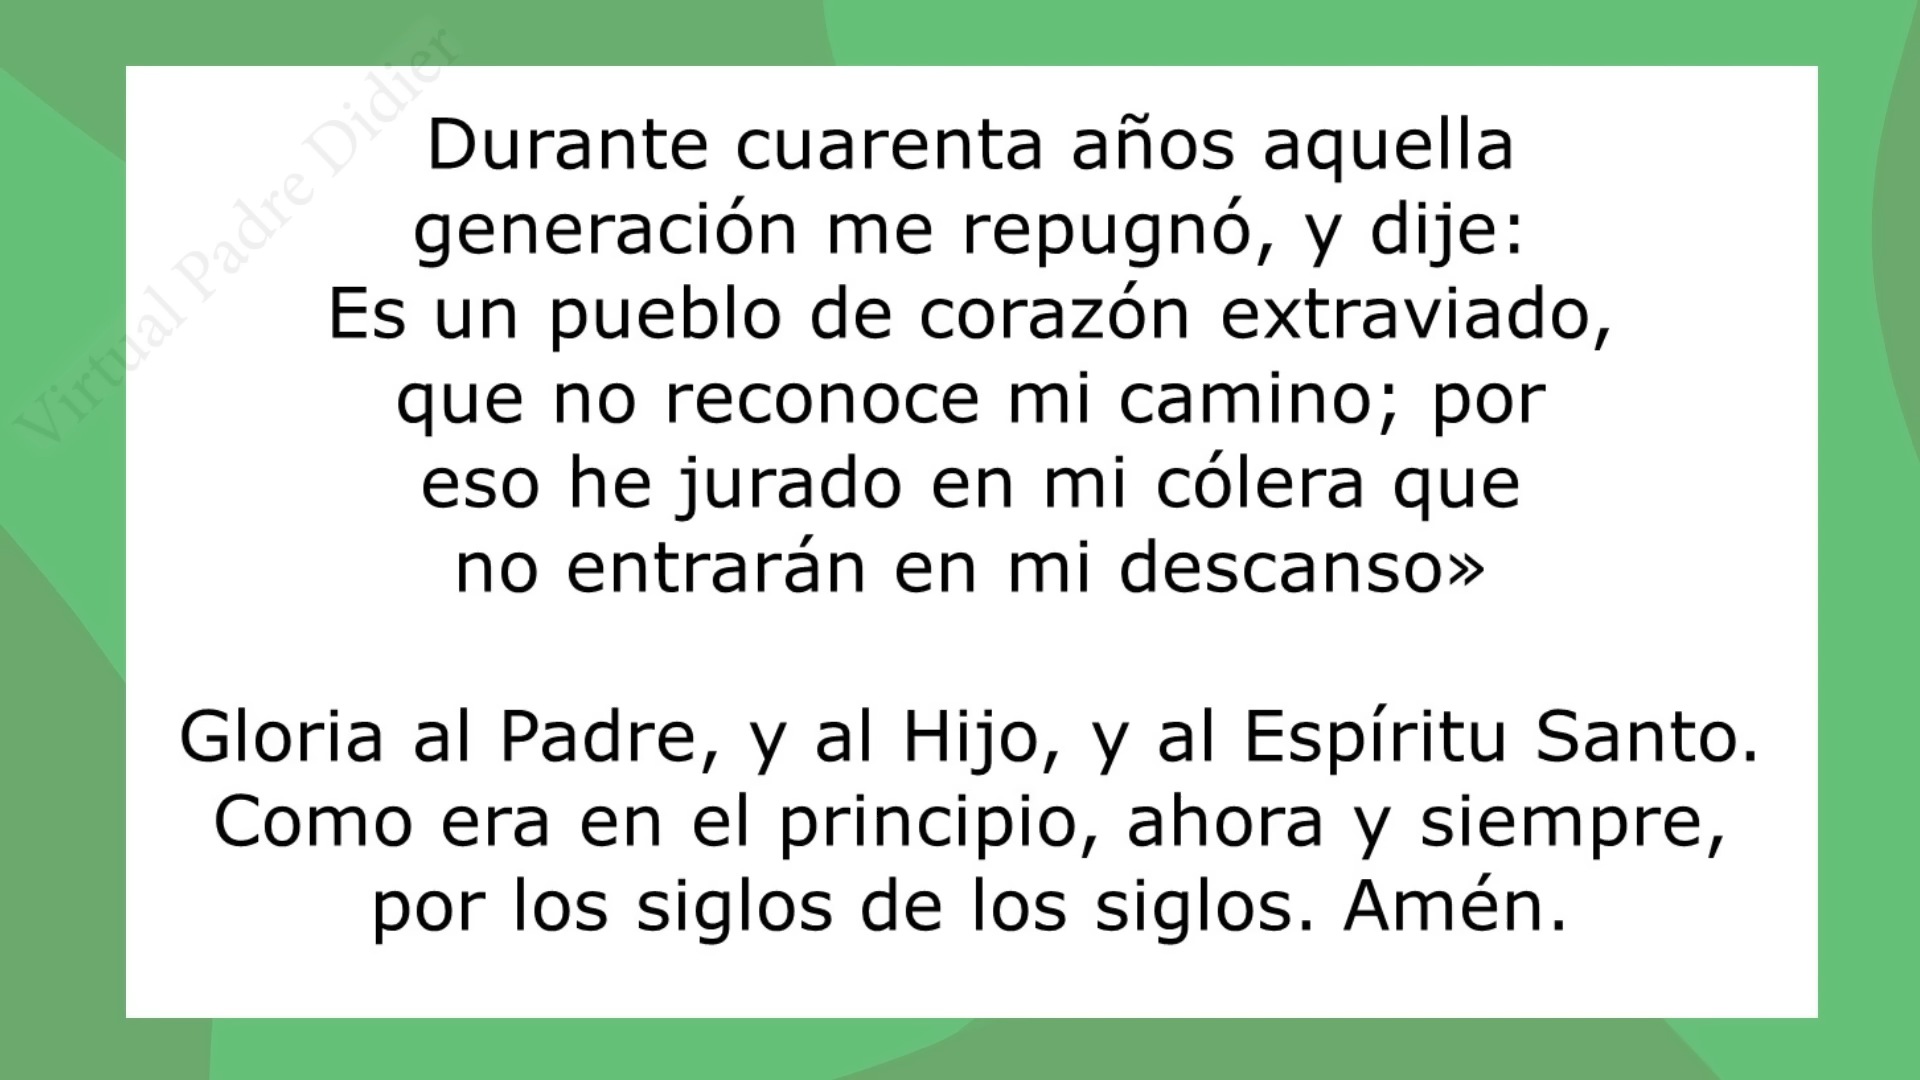 Virtual Padre Didier
Durante cuarenta años aquella
generación me repugnó, y dije:
Es un pueblo de corazón extraviado,
que no reconoce mi camino; por
eso he jurado en mi cólera que
no entrarán en mi descanso»
Gloria al Padre, y al Hijo, y al Espíritu Santo.
Como era en el principio, ahora y siempre,
por los siglos de los siglos. Amén.